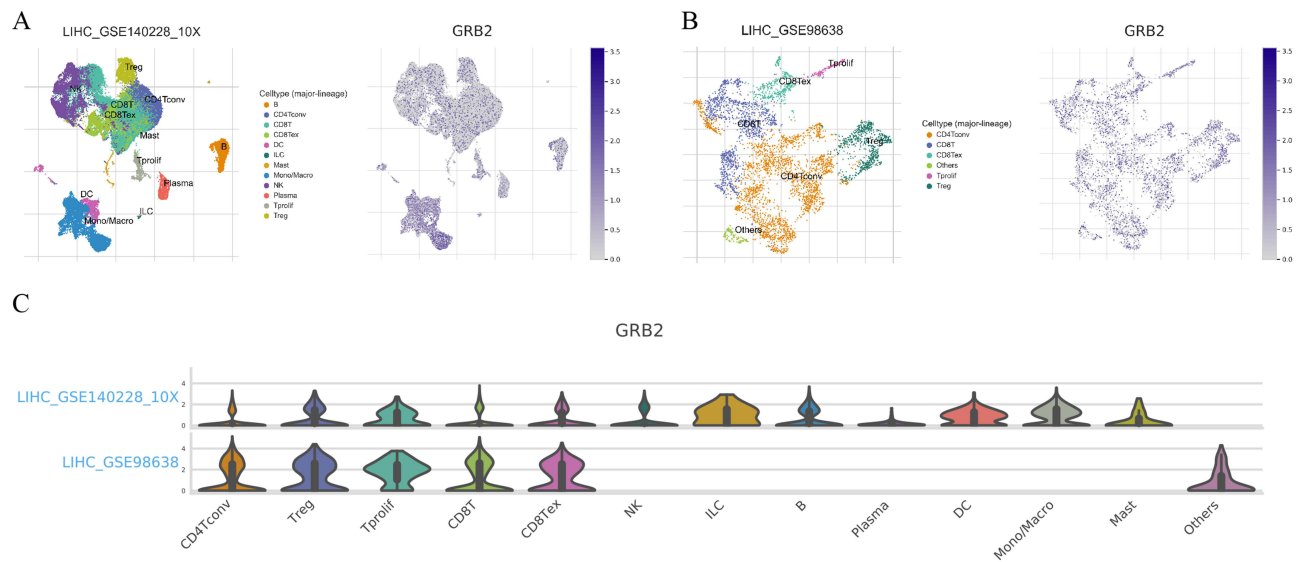 A
LIHC_GSE140228_10X
Treg
NK
CD4Tconv
CD8T
CD8Tex
Mast
Tprolif
B
Plasma
DC
ILC
Mono/Macro
Celltype (major-lineage)
B
CD4Tconv
CD8T
CD8Tex
DC
ILC
Mast
Mono/Macro
NK
Plasma
Tprolif
Treg
GRB2
3.5
3.0
2.5
2.0
1.5
1.0
0.5
0.0
B
LIHC_GSE98638
Tprolif
CD8Tex
CD8T
Treg
CD4Tconv
Others
Celltype (major-lineage)
CD4Tconv
CD8T
CD8Tex
Others
Tprolif
Treg
GRB2
3.5
3.0
2.5
2.0
1.5
1.0
0.5
0.0
C
GRB2
LIHC_GSE140228_10X
4
2
0
LIHC_GSE98638
4
2
0
CD4Tconv
Treg
Tprolif
CD8T
CD8Tex
NK
ILC
B
Plasma
DC
Mono/Macro
Mast
Others